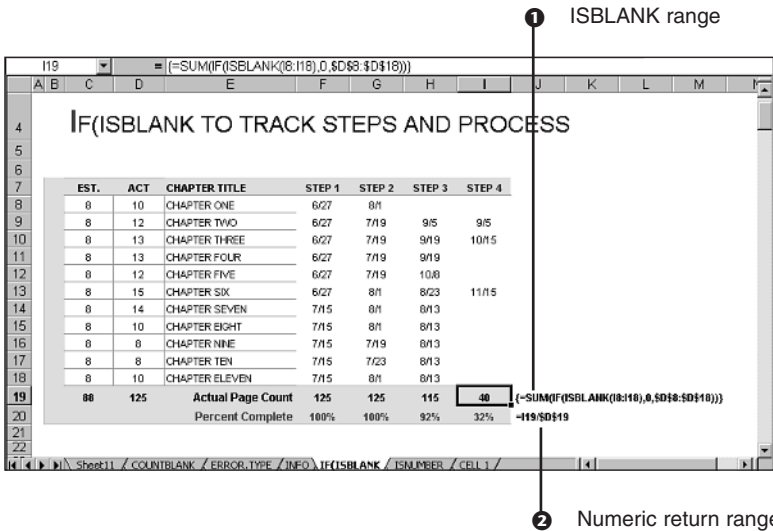 ❶ ISBLANK range
I19 = {=SUM(IF(ISBLANK(I8:I18),0,$D$8:$D$18))}
A B C D E F G H I J K L M N
4 IF(ISBLANK TO TRACK STEPS AND PROCESS
5
6
7 EST. ACT CHAPTER TITLE STEP 1 STEP 2 STEP 3 STEP 4
8 8 10 CHAPTER ONE 6/27 8/1
9 8 12 CHAPTER TWO 6/27 7/19 9/5 9/5
10 8 13 CHAPTER THREE 6/27 7/19 9/19 10/15
11 8 13 CHAPTER FOUR 6/27 7/19 9/19
12 8 12 CHAPTER FIVE 6/27 7/19 10/8
13 8 15 CHAPTER SIX 6/27 8/1 8/23 11/15
14 8 14 CHAPTER SEVEN 7/15 8/1 8/13
15 8 10 CHAPTER EIGHT 7/15 8/1 8/13
16 8 8 CHAPTER NINE 7/15 7/19 8/13
17 8 8 CHAPTER TEN 7/15 7/23 8/13
18 8 10 CHAPTER ELEVEN 7/15 8/1 8/13
19 88 125 Actual Page Count 125 125 115 40 {=SUM(IF(ISBLANK(I8:I18),0,$D$8:$D$18))}
20 Percent Complete 100% 100% 92% 32% =I19/$D$19
21
22
Sheet11 / COUNTBLANK / ERROR.TYPE / INFO \ IF(ISBLANK / ISNUMBER / CELL 1 /
❷ Numeric return range